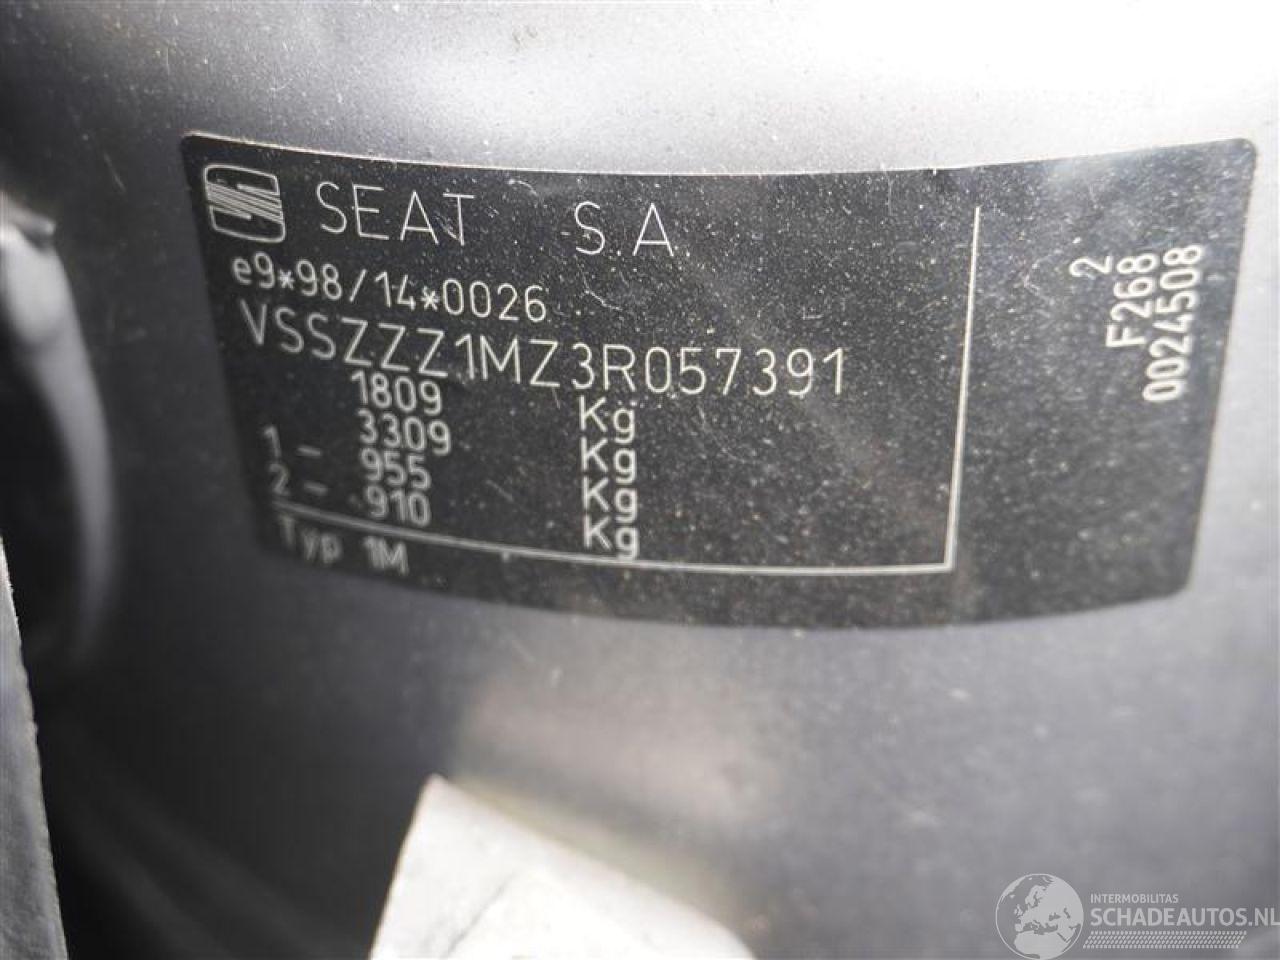 SEAT S.A
e9*98/14*0026
VSSZZZ1MZ3R057391
1809 Kg
3309 Kg
1 - 955 Kg
2 - 910 Kg
Typ 1M
2
F268
0024508
INTERMOBILITAS
SCHADEAUTOS.NL